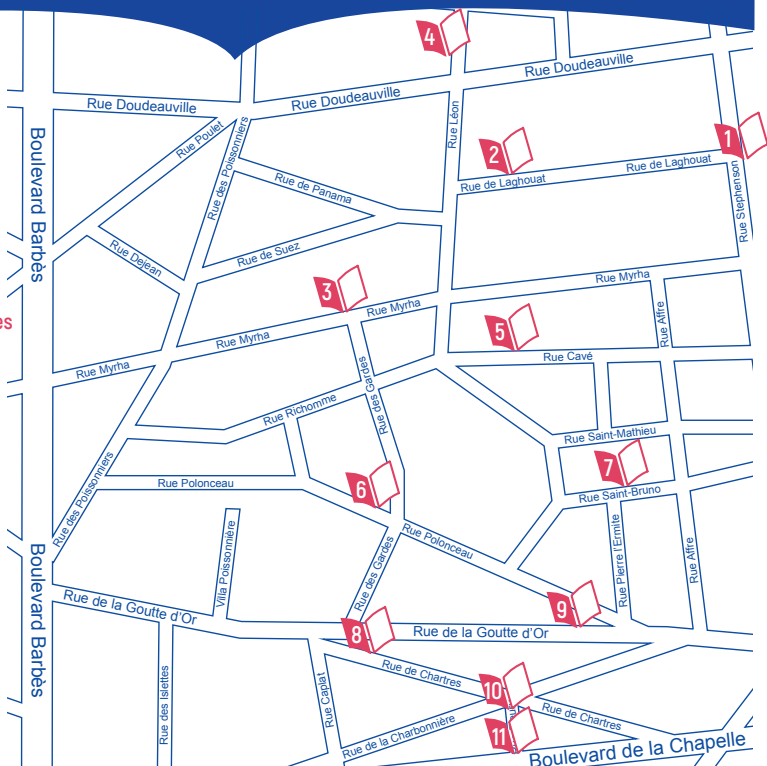 4
Rue Doudeauville
Rue Doudeauville
Rue Doudeauville
Boulevard Barbès
Rue Poulet
Rue des Poissonniers
Rue Léon
1
2
Rue de Laghouat
Rue de Laghouat
Rue Stephenson
Rue de Panama
Rue Dejean
Rue de Suez
3
Rue Myrha
Rue Myrha
Rue Myrha
Rue Myrha
es
5
Rue Affre
Rue Cavé
Rue des Gardes
Rue Richomme
Rue Saint-Mathieu
7
Rue Saint-Bruno
Rue des Poissonniers
Rue Polonceau
6
Rue Polonceau
Villa Poissonnière
Rue des Gardes
Rue Pierre l'Ermite
Rue Affre
Boulevard Barbès
Rue de la Goutte d'Or
9
8
Rue de la Goutte d'Or
Rue des Islettes
Rue Caplat
Rue de Chartres
10
Rue de Chartres
Rue de la Charbonnière
11
Boulevard de la Chapelle